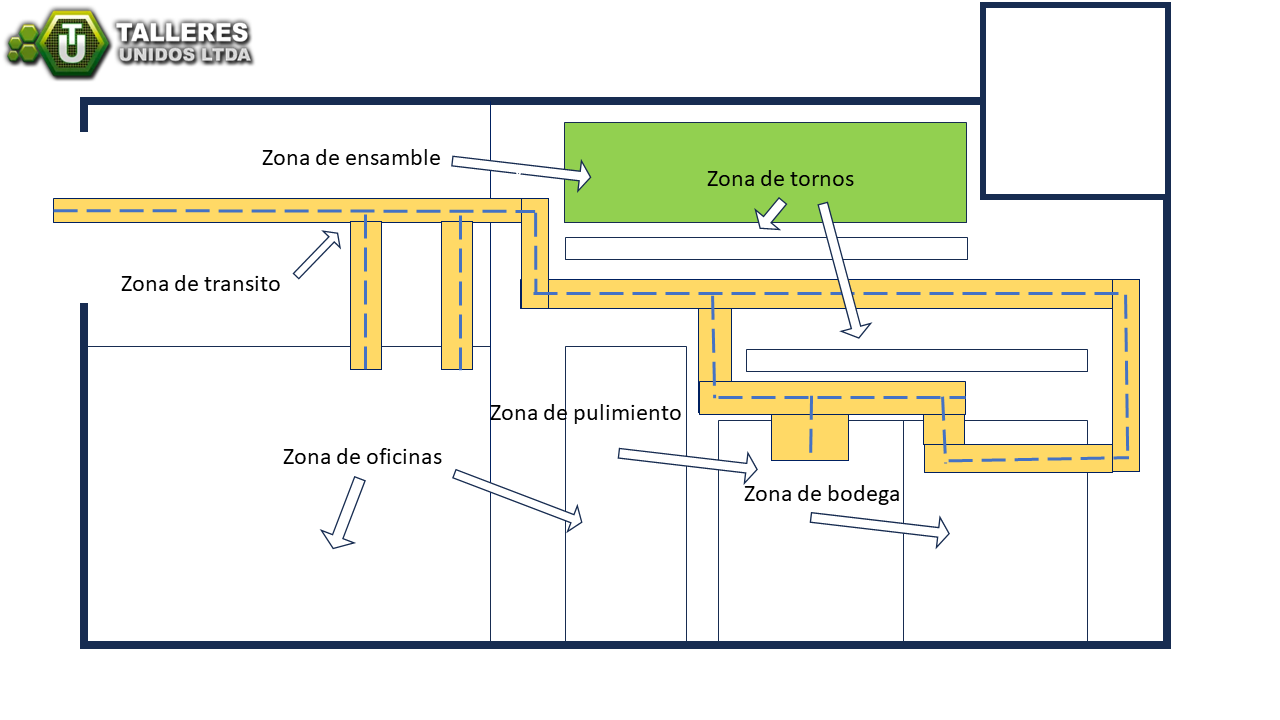 TU
TALLERES
UNIDOS LTDA
Zona de ensamble
Zona de tornos
Zona de transito
Zona de pulimiento
Zona de oficinas
Zona de bodega